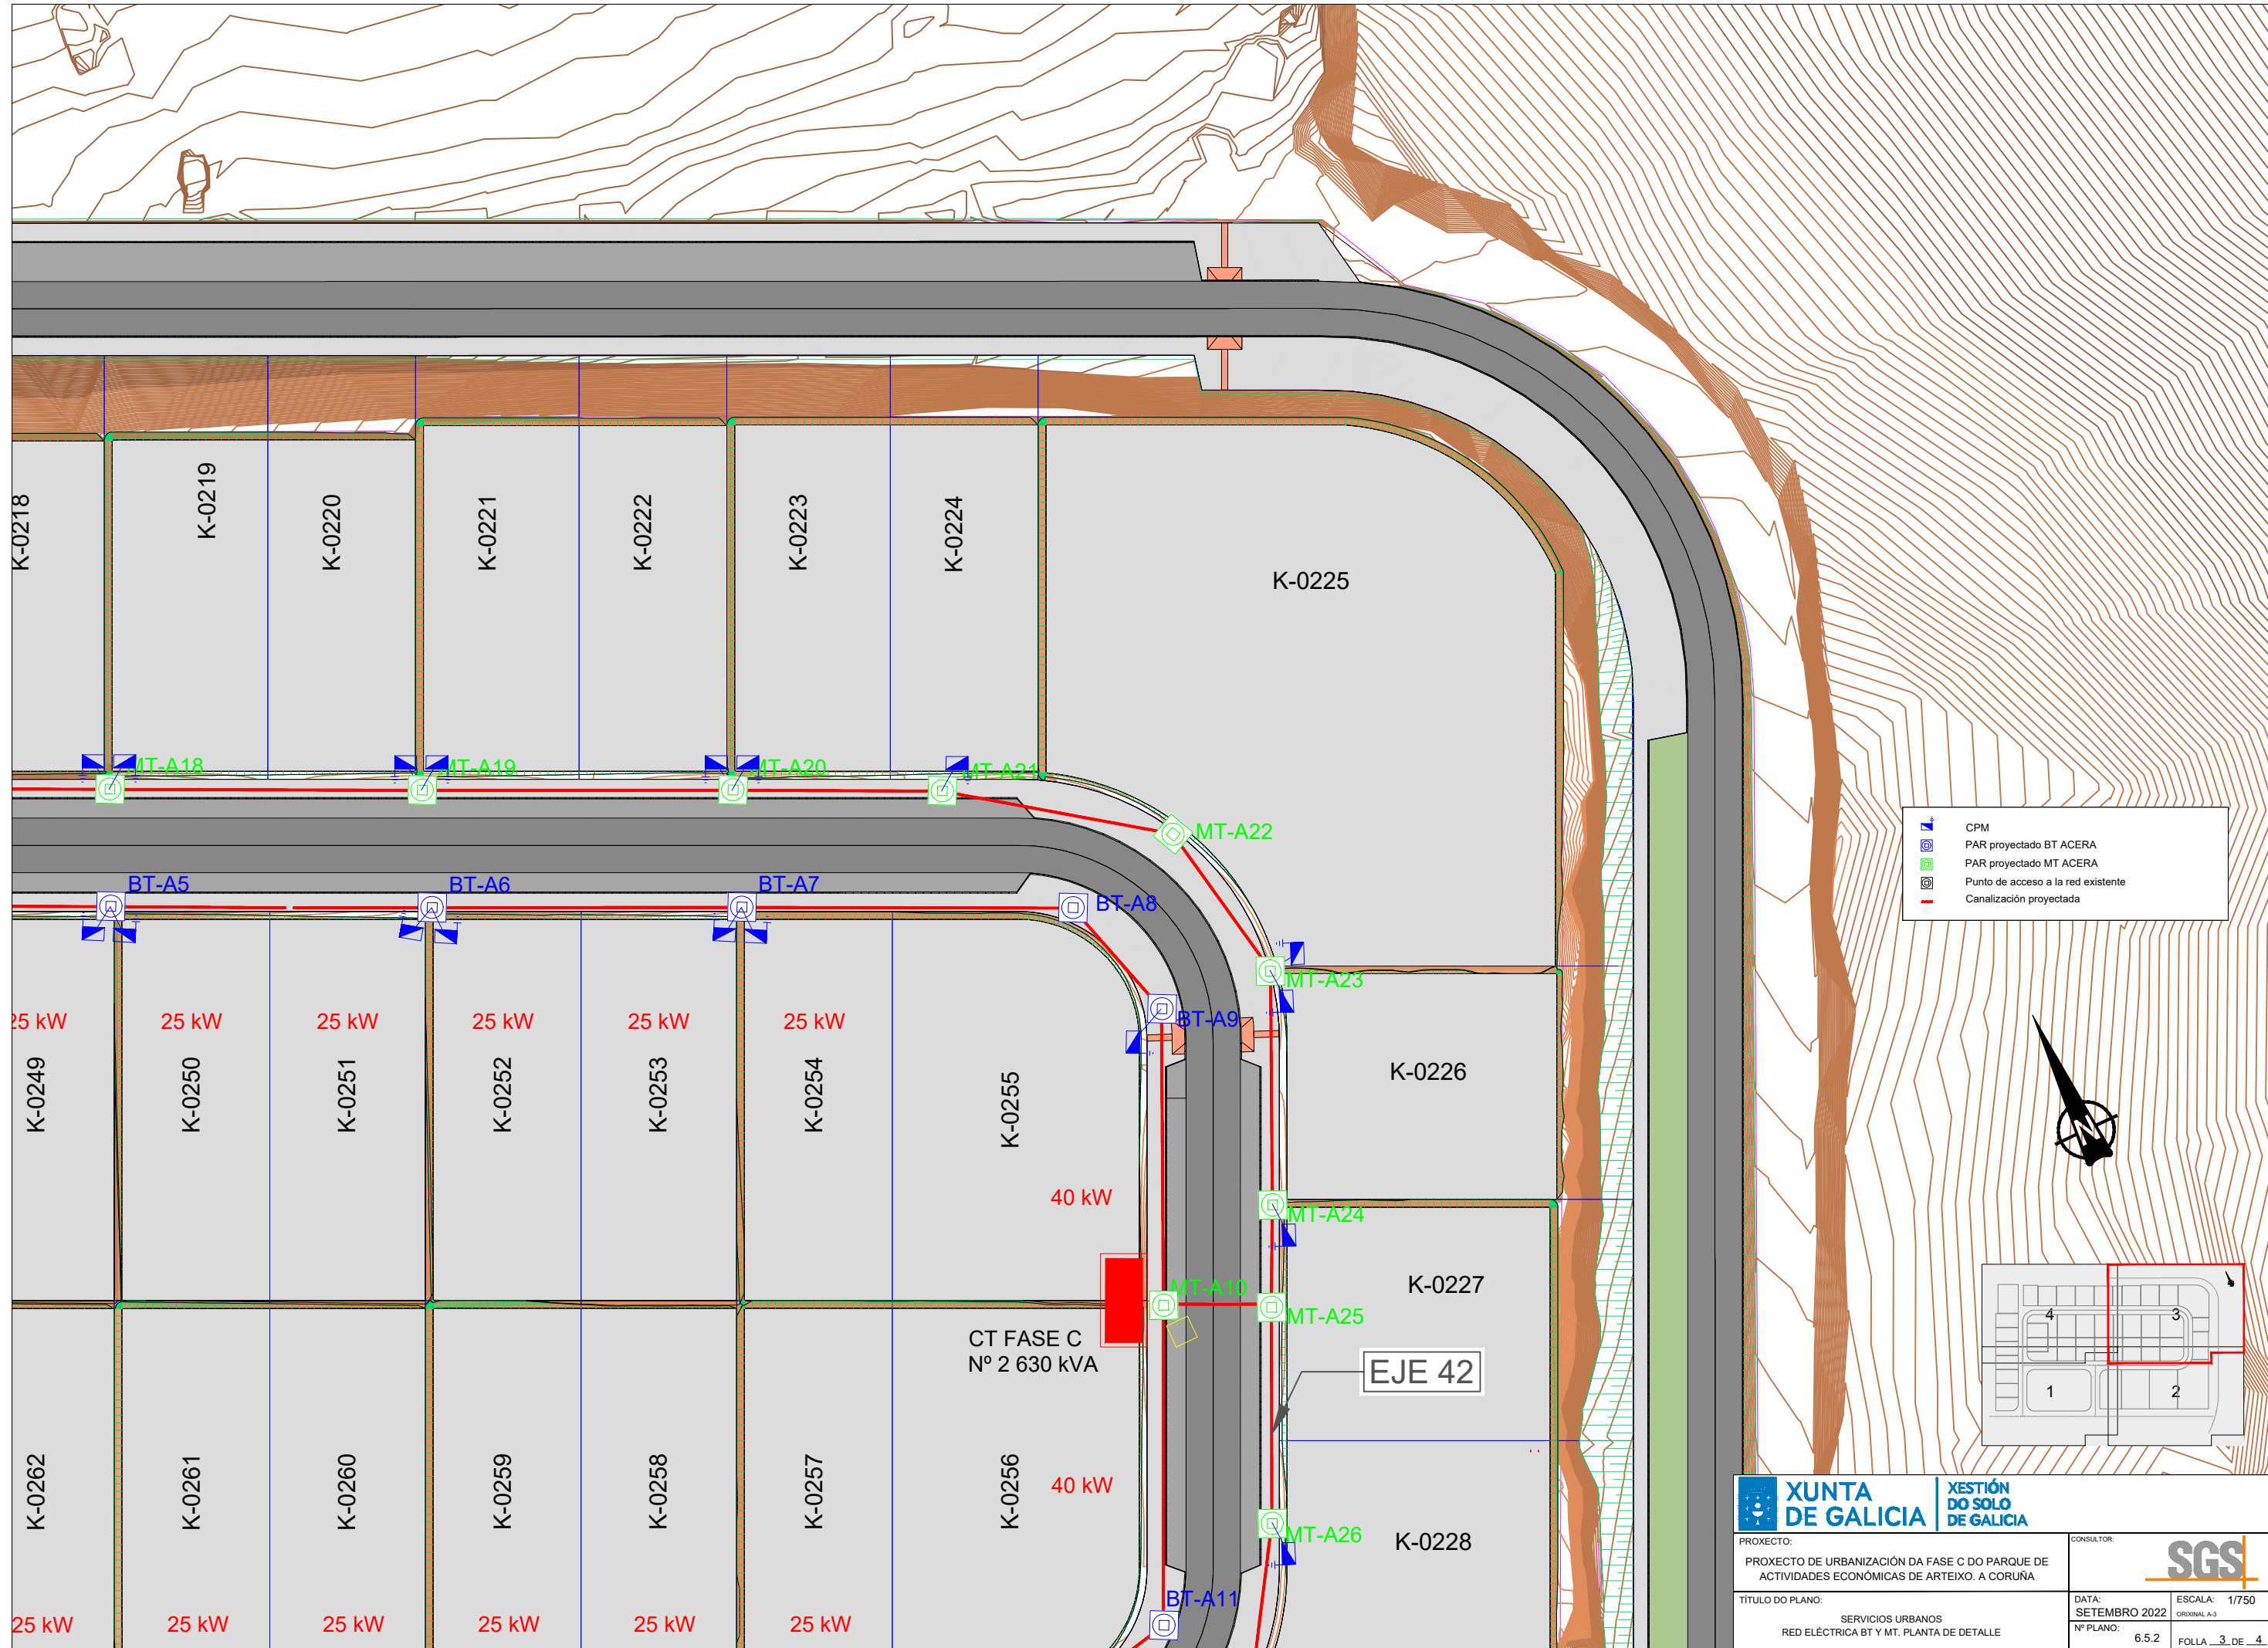 K-0218
K-0219
K-0220
K-0221
K-0222
K-0223
K-0224
K-0225
MT-A18
MT-A19
MT-A20
MT-A21
MT-A22
CPM
PAR proyectado BT ACERA
PAR proyectado MT ACERA
Punto de acceso a la red existente
Canalización proyectada
BT-A5
BT-A6
BT-A7
BT-A8
MT-A23
BT-A9
25 kW
25 kW
25 kW
25 kW
25 kW
25 kW
K-0249
K-0250
K-0251
K-0252
K-0253
K-0254
K-0255
K-0226
40 kW
MT-A24
MT-A10
MT-A25
K-0227
CT FASE C
Nº 2 630 kVA
EJE 42
4
3
1
2
K-0262
K-0261
K-0260
K-0259
K-0258
K-0257
K-0256
40 kW
MT-A26
K-0228
BT-A11
25 kW
25 kW
25 kW
25 kW
25 kW
25 kW
XUNTA
DE GALICIA
XESTIÓN
DO SOLO
DE GALICIA
PROXECTO:
PROXECTO DE URBANIZACIÓN DA FASE C DO PARQUE DE
ACTIVIDADES ECONÓMICAS DE ARTEIXO. A CORUÑA
CONSULTOR:
SGS
TÍTULO DO PLANO:
SERVICIOS URBANOS
RED ELÉCTRICA BT Y MT. PLANTA DE DETALLE
DATA:
SETEMBRO 2022
ESCALA: 1/750
ORIXINAL A-3
Nº PLANO:
6.5.2
FOLLA 3 DE 4